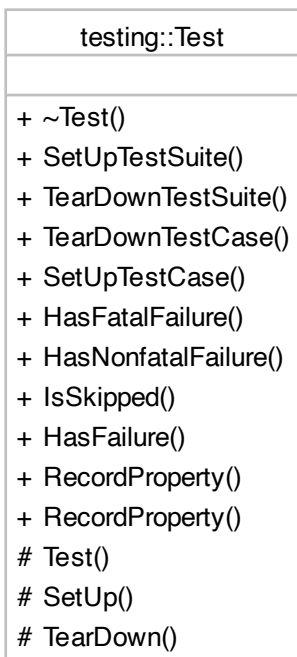 testing::Test
+ ~Test()
+ SetUpTestSuite()
+ TearDownTestSuite()
+ TearDownTestCase()
+ SetUpTestCase()
+ HasFatalFailure()
+ HasNonfatalFailure()
+ IsSkipped()
+ HasFailure()
+ RecordProperty()
+ RecordProperty()
# Test()
# SetUp()
# TearDown()